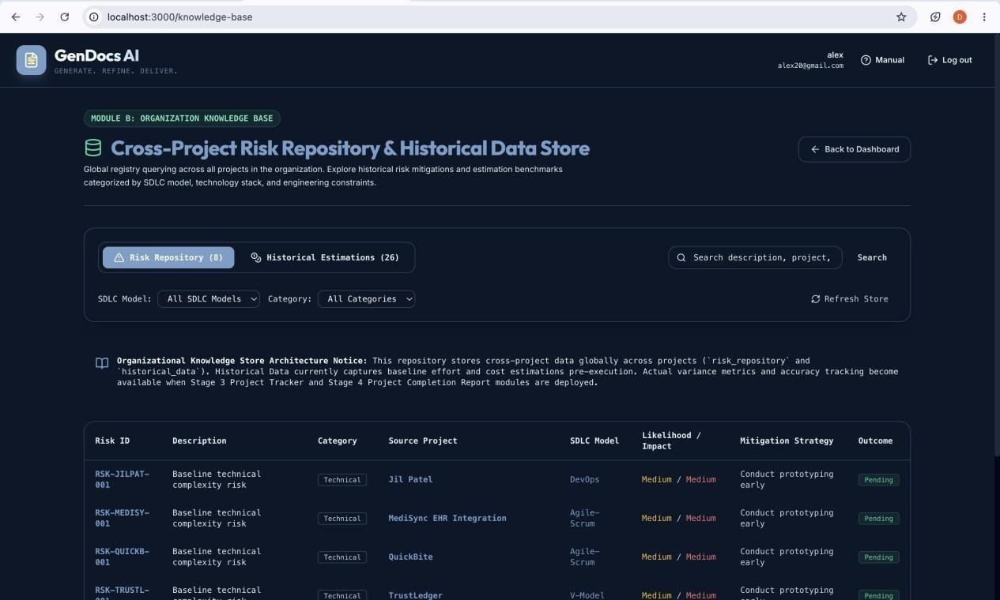 localhost:3000/knowledge-base
D
GenDocs AI
GENERATE. REFINE. DELIVER.
alex
alex20@gmail.com
Manual
Log out
MODULE B: ORGANIZATION KNOWLEDGE BASE
Cross-Project Risk Repository & Historical Data Store
Back to Dashboard
Global registry querying across all projects in the organization. Explore historical risk mitigations and estimation benchmarks
categorized by SDLC model, technology stack, and engineering constraints.
Risk Repository (8)
Historical Estimations (26)
Search description, project,
Search
SDLC Model:
All SDLC Models
Category:
All Categories
Refresh Store
Organizational Knowledge Store Architecture Notice: This repository stores cross-project data globally across projects (`risk_repository` and
`historical_data`). Historical Data currently captures baseline effort and cost estimations pre-execution. Actual variance metrics and accuracy tracking become
available when Stage 3 Project Tracker and Stage 4 Project Completion Report modules are deployed.
Risk ID Description Category Source Project SDLC Model Likelihood / Mitigation Strategy Outcome
Impact
RSK-JILPAT- Baseline technical Technical Jil Patel DevOps Medium / Medium Conduct prototyping Pending
001 complexity risk early
RSK-MEDISY- Baseline technical Technical MediSync EHR Integration Agile- Medium / Medium Conduct prototyping Pending
001 complexity risk Scrum early
RSK-QUICKB- Baseline technical Technical QuickBite Agile- Medium / Medium Conduct prototyping Pending
001 complexity risk Scrum early
RSK-TRUSTL- Baseline technical Technical TrustLedger V-Model Medium / Medium Conduct prototyping Pending
001 complexity risk early